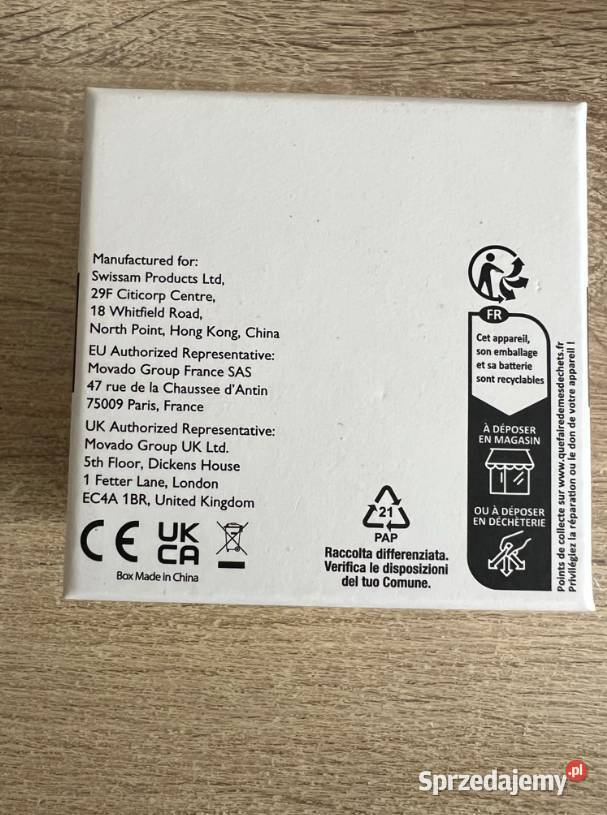 Manufactured for:
Swissam Products Ltd,
29F Citicorp Centre,
18 Whitfield Road,
North Point, Hong Kong, China
EU Authorized Representative:
Movado Group France SAS
47 rue de la Chaussee d'Antin
75009 Paris, France
UK Authorized Representative:
Movado Group UK Ltd.
5th Floor, Dickens House
1 Fetter Lane, London
EC4A 1BR, United Kingdom
CE UK
CA
Box Made in China
21
PAP
Raccolta differenziata.
Verifica le disposizioni
del tuo Comune.
FR
Cet appareil,
son emballage
et sa batterie
sont recyclables
À DÉPOSER
EN MAGASIN
OU À DÉPOSER
EN DÉCHÈTERIE
Points de collecte sur www.quefairedemesdechets.fr
Privilégiez la réparation ou le don de votre appareil !
Sprzedajemy.pl